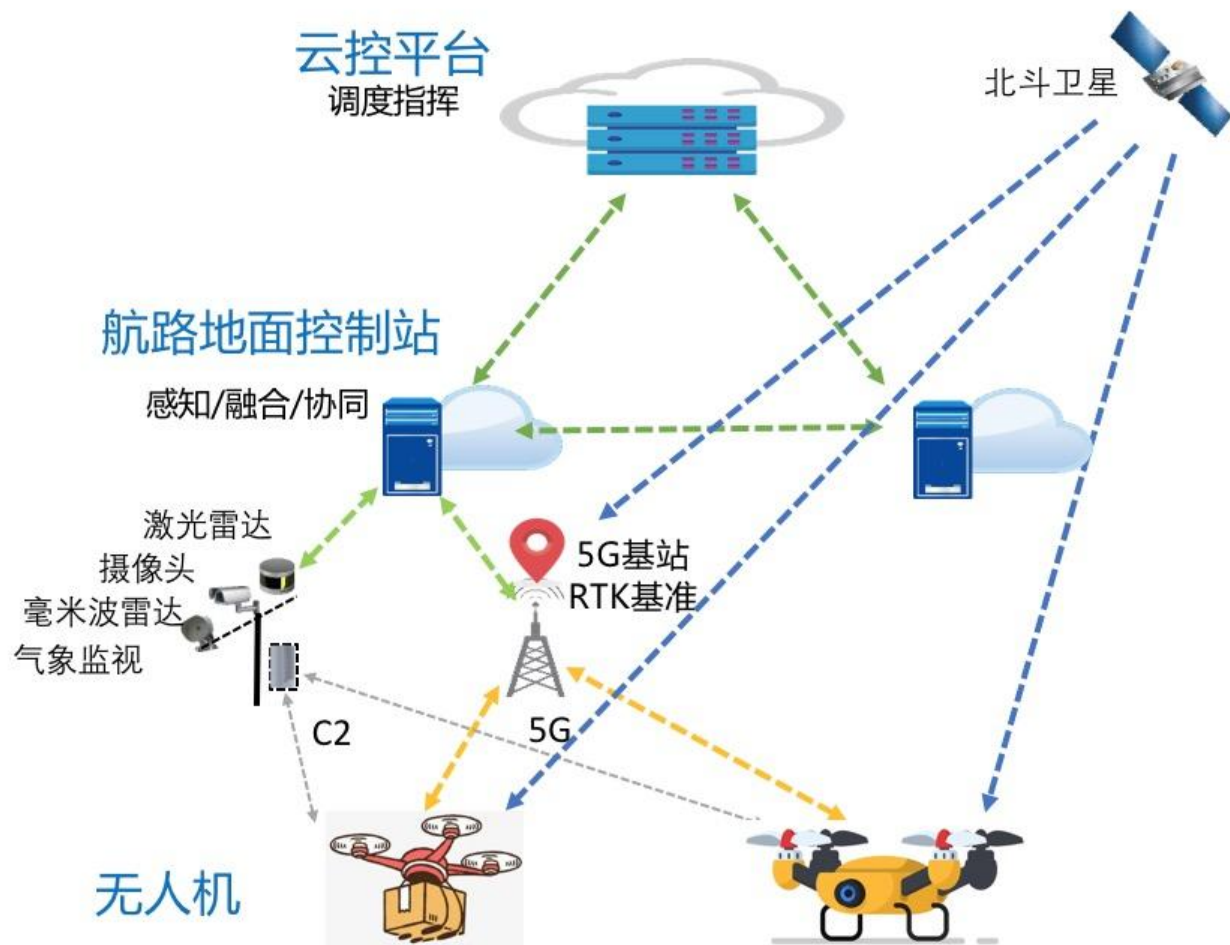 云控平台
调度指挥
北斗卫星
航路地面控制站
感知/融合/协同
激光雷达
摄像头
毫米波雷达
气象监视
5G基站
RTK基准
C2
5G
无人机